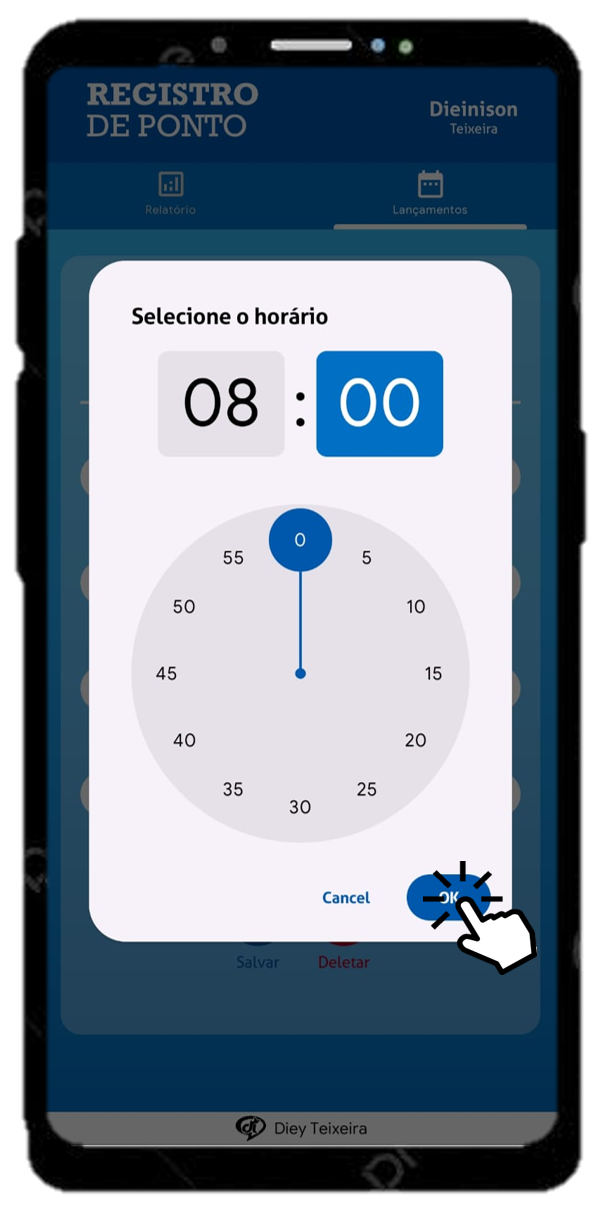 REGISTRO
DE PONTO
Dieinison
Teixeira
Relatório
Lançamentos
Selecione o horário
08 : 00
0
55
5
50
10
45
15
40
20
35
25
30
Cancel
OK
Salvar
Deletar
dt Diey Teixeira